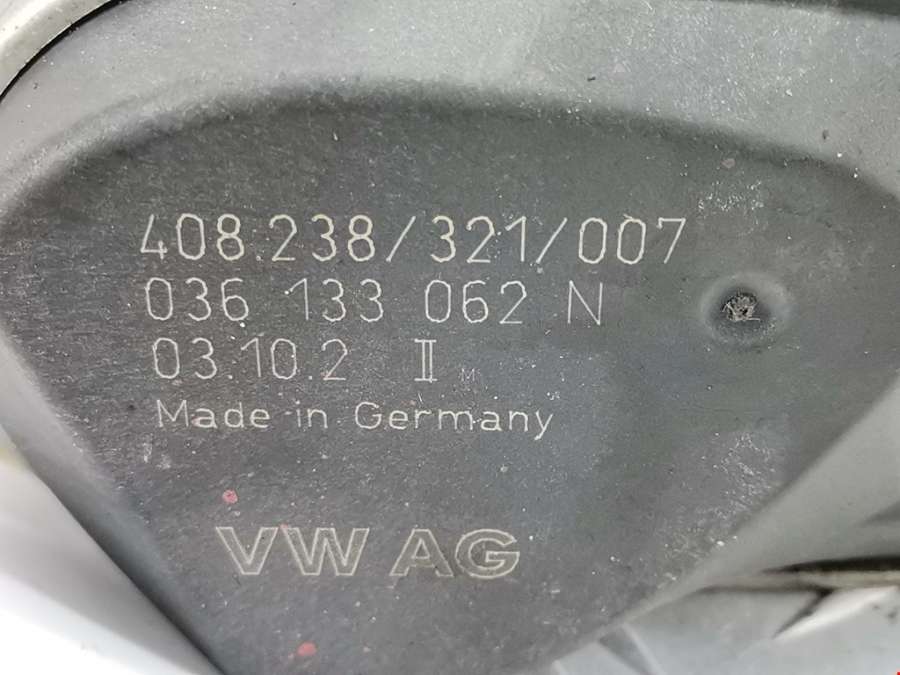 408.238/321/007
036 133 062 N
03.10.2 II M
Made in Germany
VW AG